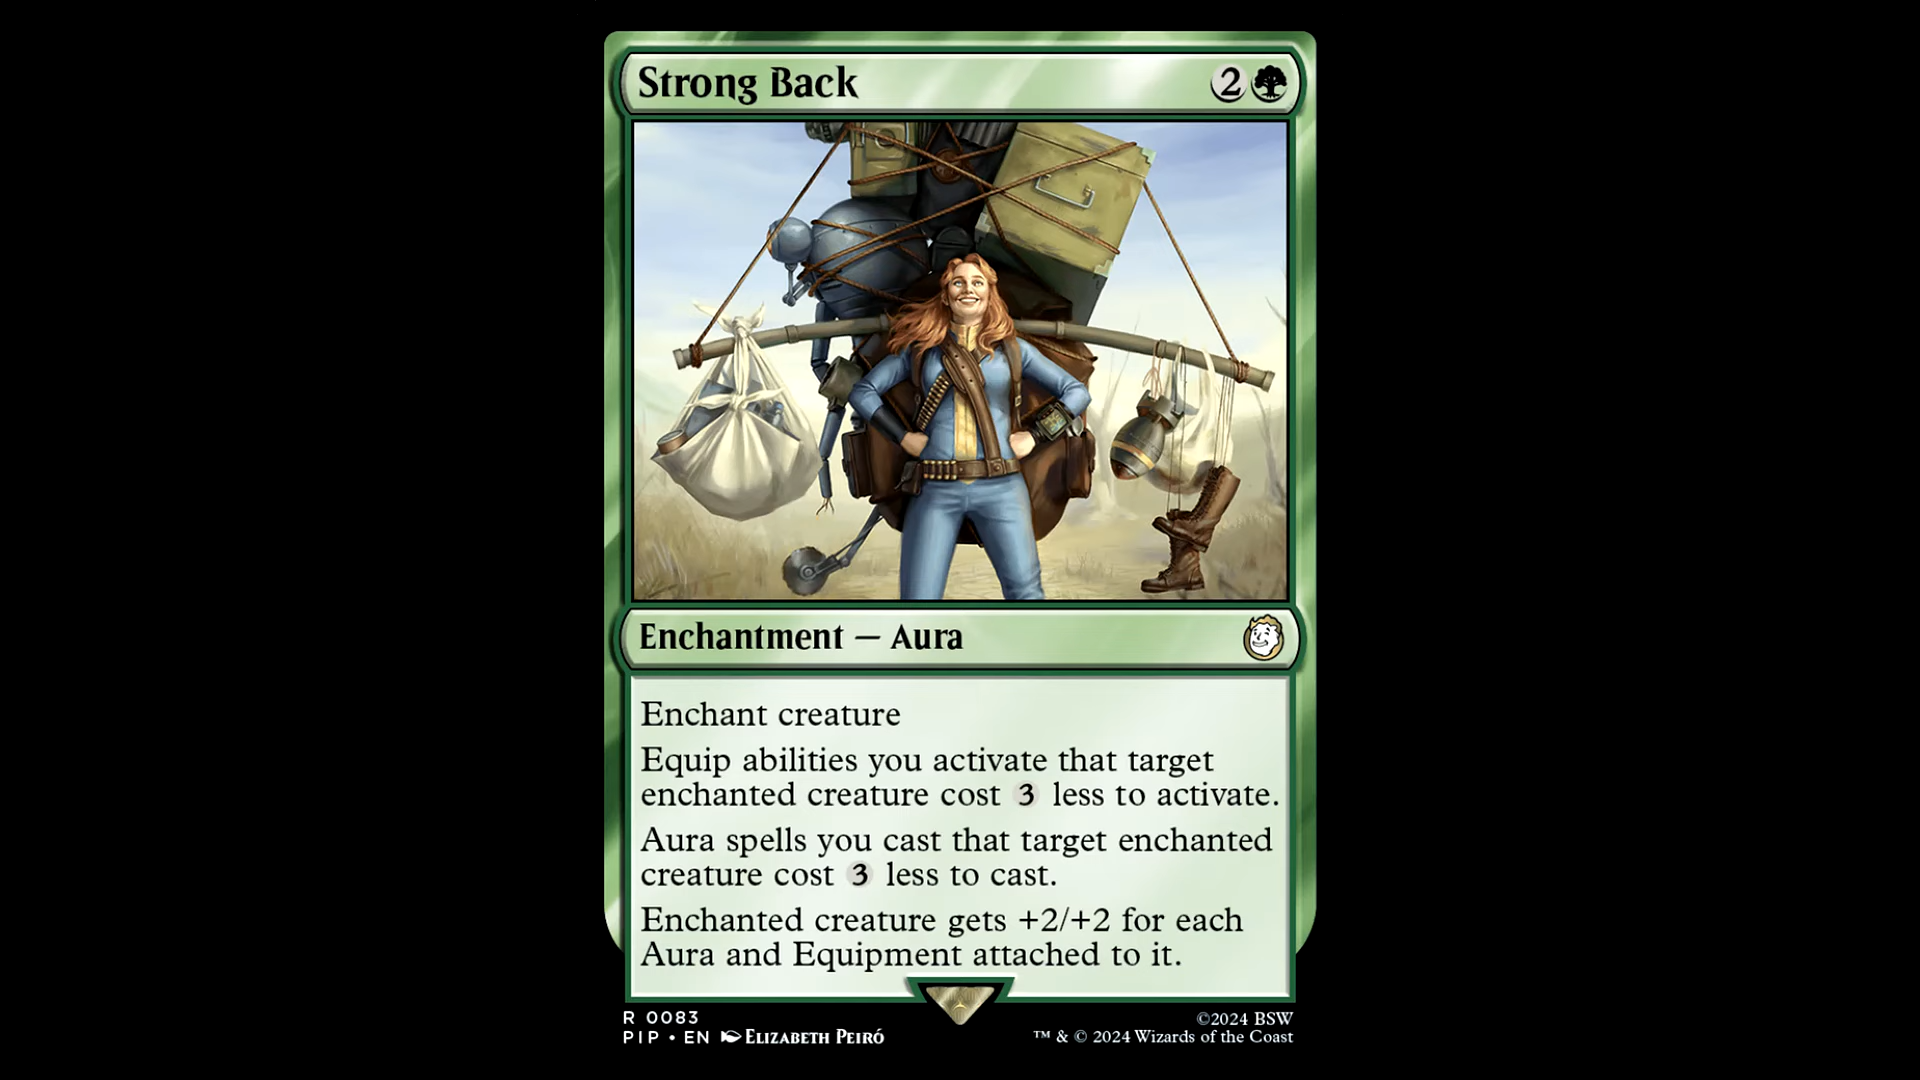 Strong Back 2
Enchantment — Aura
Enchant creature
Equip abilities you activate that target
enchanted creature cost 3 less to activate.
Aura spells you cast that target enchanted
creature cost 3 less to cast.
Enchanted creature gets +2/+2 for each
Aura and Equipment attached to it.
R 0083
PIP • EN Elizabeth Peiró
©2024 BSW
™ & © 2024 Wizards of the Coast